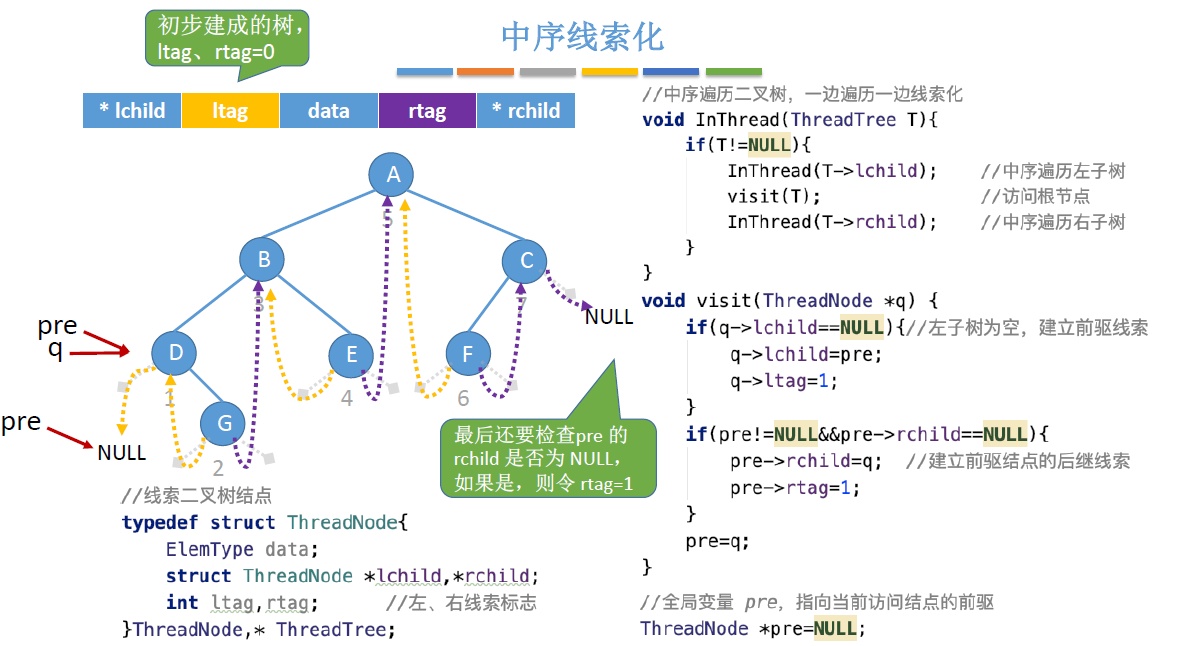 初步建成的树，
ltag、rtag=0
中序线索化
* lchild ltag data rtag * rchild
A
5
B
3
C
7
NULL
pre
q
D
1
E
4
F
6
pre
NULL
G
2
最后还要检查pre 的
rchild 是否为 NULL，
如果是，则令 rtag=1
//线索二叉树结点
typedef struct ThreadNode{
ElemType data;
struct ThreadNode *lchild,*rchild;
int ltag,rtag; //左、右线索标志
}ThreadNode,* ThreadTree;
//中序遍历二叉树，一边遍历一边线索化
void InThread(ThreadTree T){
if(T!=NULL){
InThread(T->lchild); //中序遍历左子树
visit(T); //访问根节点
InThread(T->rchild); //中序遍历右子树
}
}
void visit(ThreadNode *q) {
if(q->lchild==NULL){//左子树为空，建立前驱线索
q->lchild=pre;
q->ltag=1;
}
if(pre!=NULL&&pre->rchild==NULL){
pre->rchild=q; //建立前驱结点的后继线索
pre->rtag=1;
}
pre=q;
}
//全局变量 pre，指向当前访问结点的前驱
ThreadNode *pre=NULL;